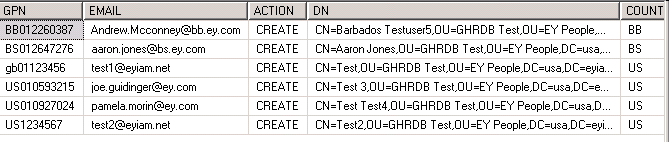 GPN EMAIL ACTION DN COUNT
BB012260387 Andrew.Mcconney@bb.ey.com CREATE CN=Barbados Testuser5,OU=GHRDB Test,OU=EY People,... BB
BS012647276 aaron.jones@bs.ey.com CREATE CN=Aaron Jones,OU=GHRDB Test,OU=EY People,DC=usa,... BS
gb01123456 test1@eyiam.net CREATE CN=Test,OU=GHRDB Test,OU=EY People,DC=usa,DC=eyia... US
US010593215 joe.guidinger@ey.com CREATE CN=Test 3,OU=GHRDB Test,OU=EY People,DC=usa,DC=e... US
US010927024 pamela.morin@ey.com CREATE CN=Test Test4,OU=GHRDB Test,OU=EY People,DC=usa,D... US
US1234567 test2@eyiam.net CREATE CN=Test2,OU=GHRDB Test,OU=EY People,DC=usa,DC=eyi... US